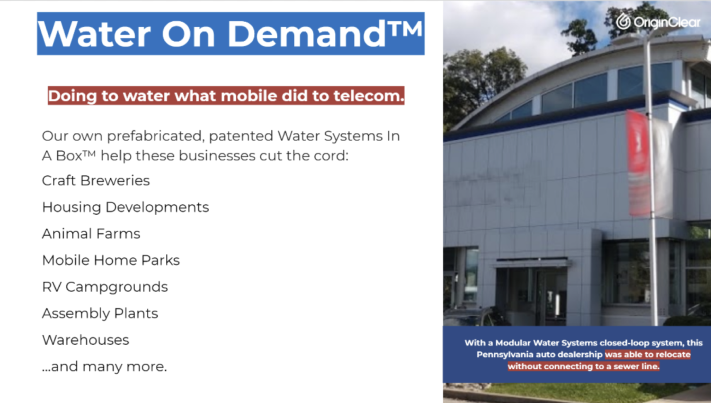 Water On Demand™
Doing to water what mobile did to telecom.
Our own prefabricated, patented Water Systems In
A Box™ help these businesses cut the cord:
Craft Breweries
Housing Developments
Animal Farms
Mobile Home Parks
RV Campgrounds
Assembly Plants
Warehouses
...and many more.
OriginClear
With a Modular Water Systems closed-loop system, this
Pennsylvania auto dealership was able to relocate
without connecting to a sewer line.